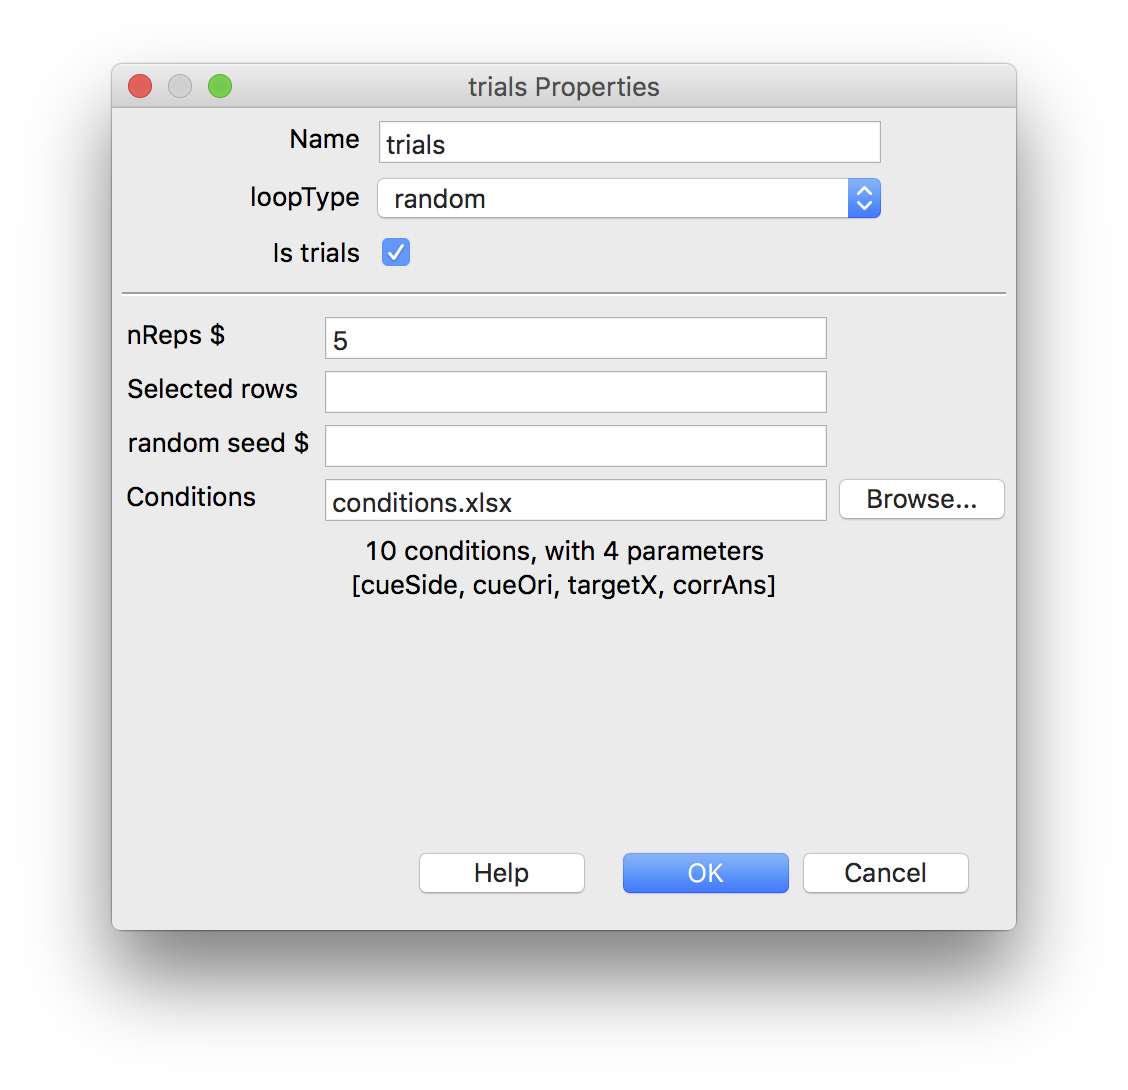 trials Properties
Name
trials
loopType
random
Is trials
nReps $
5
Selected rows
random seed $
Conditions
conditions.xlsx
Browse...
10 conditions, with 4 parameters
[cueSide, cueOri, targetX, corrAns]
Help
OK
Cancel